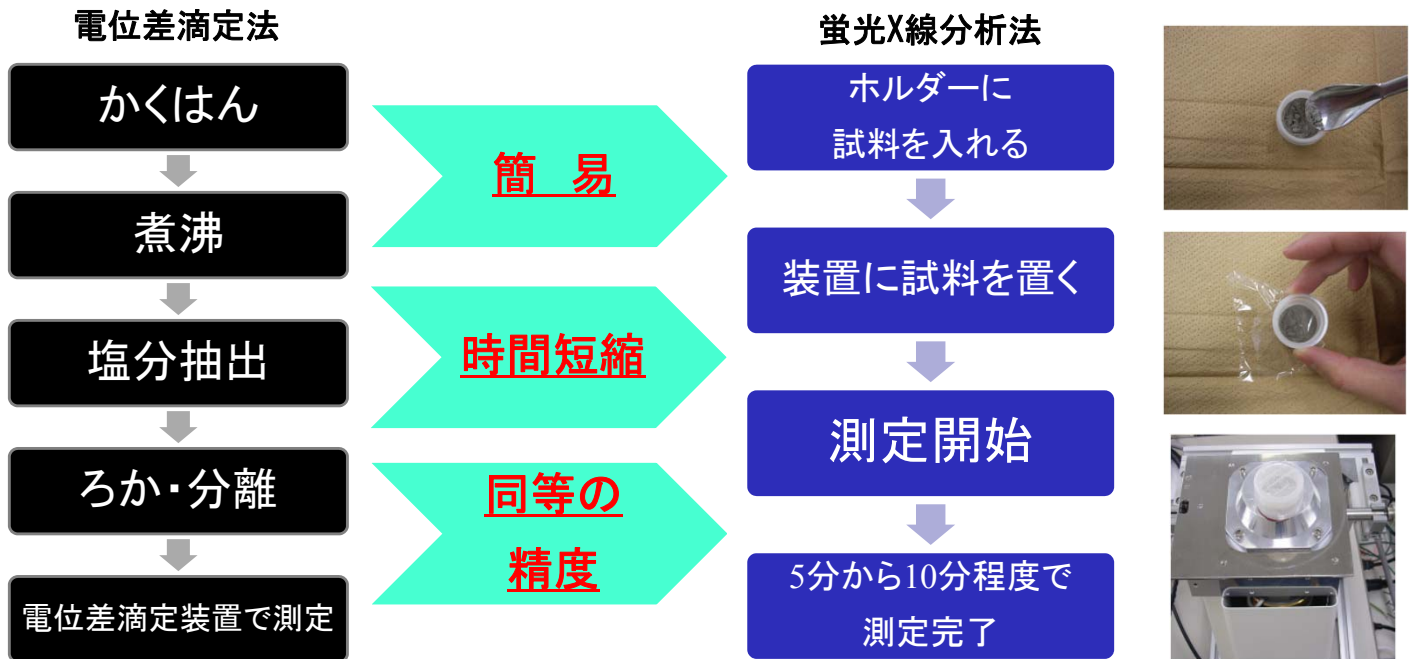 電位差滴定法
かくはん
煮沸
塩分抽出
ろか・分離
電位差滴定装置で測定
簡　易
時間短縮
同等の
精度
蛍光X線分析法
ホルダーに
試料を入れる
装置に試料を置く
測定開始
5分から10分程度で
測定完了